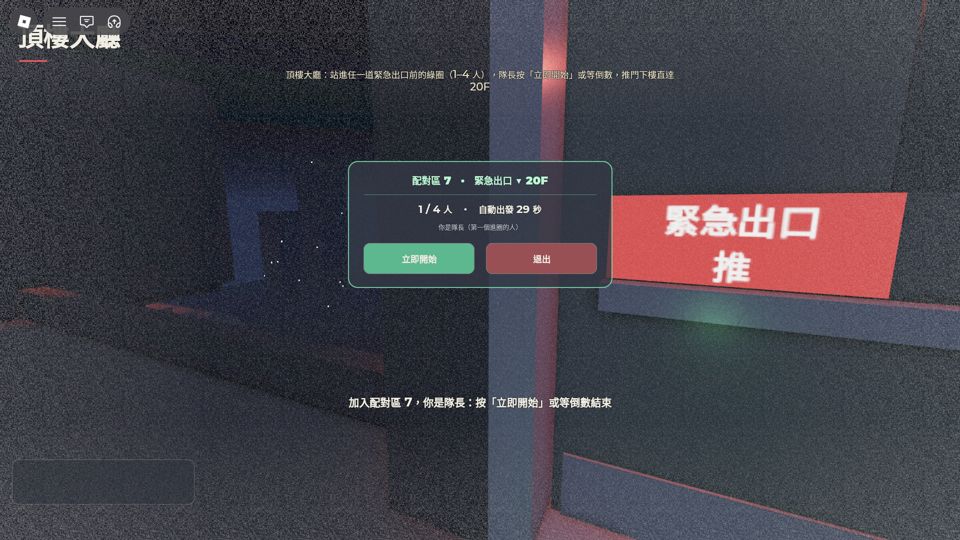 頂樓大廳
頂樓大廳：站進任一道緊急出口前的綠圈（1–4 人），隊長按「立即開始」或等倒數，推門下樓直達
20F
配對區 7 • 緊急出口 ▼ 20F
1 / 4 人 • 自動出發 29 秒
你是隊長（第一個進圈的人）
立即開始
退出
緊急出口
推
加入配對區 7，你是隊長：按「立即開始」或等倒數結束